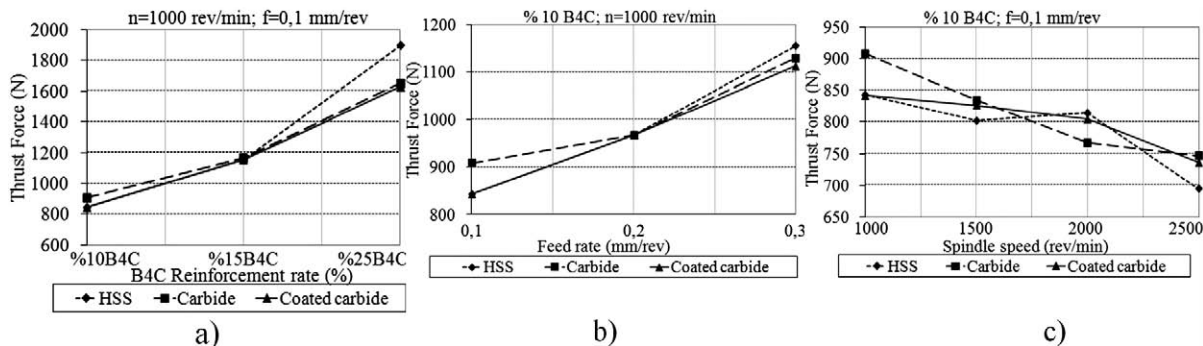 n=1000 rev/min; f=0,1 mm/rev
Thrust Force (N)
2000
1800
1600
1400
1200
1000
800
600
%10B4C %15B4C %25B4C
B4C Reinforcement rate (%)
HSS Carbide Coated carbide
a)
% 10 B4C; n=1000 rev/min
Thrust Force (N)
1200
1100
1000
900
800
0,1 0,2 0,3
Feed rate (mm/rev)
HSS Carbide Coated carbide
b)
% 10 B4C; f=0,1 mm/rev
Thrust Force (N)
950
900
850
800
750
700
650
1000 1500 2000 2500
Spindle speed (rev/min)
HSS Carbide Coated carbide
c)